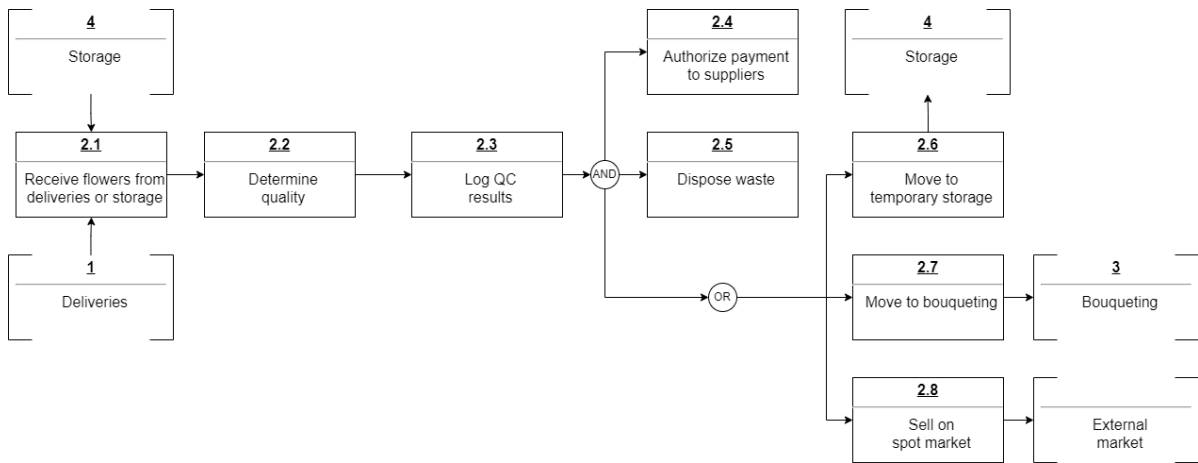 4
Storage
2.4
Authorize payment
to suppliers
4
Storage
2.1
Receive flowers from
deliveries or storage
2.2
Determine
quality
2.3
Log QC
results
AND
2.5
Dispose waste
2.6
Move to
temporary storage
1
Deliveries
OR
2.7
Move to bouqueting
3
Bouqueting
2.8
Sell on
spot market
External
market